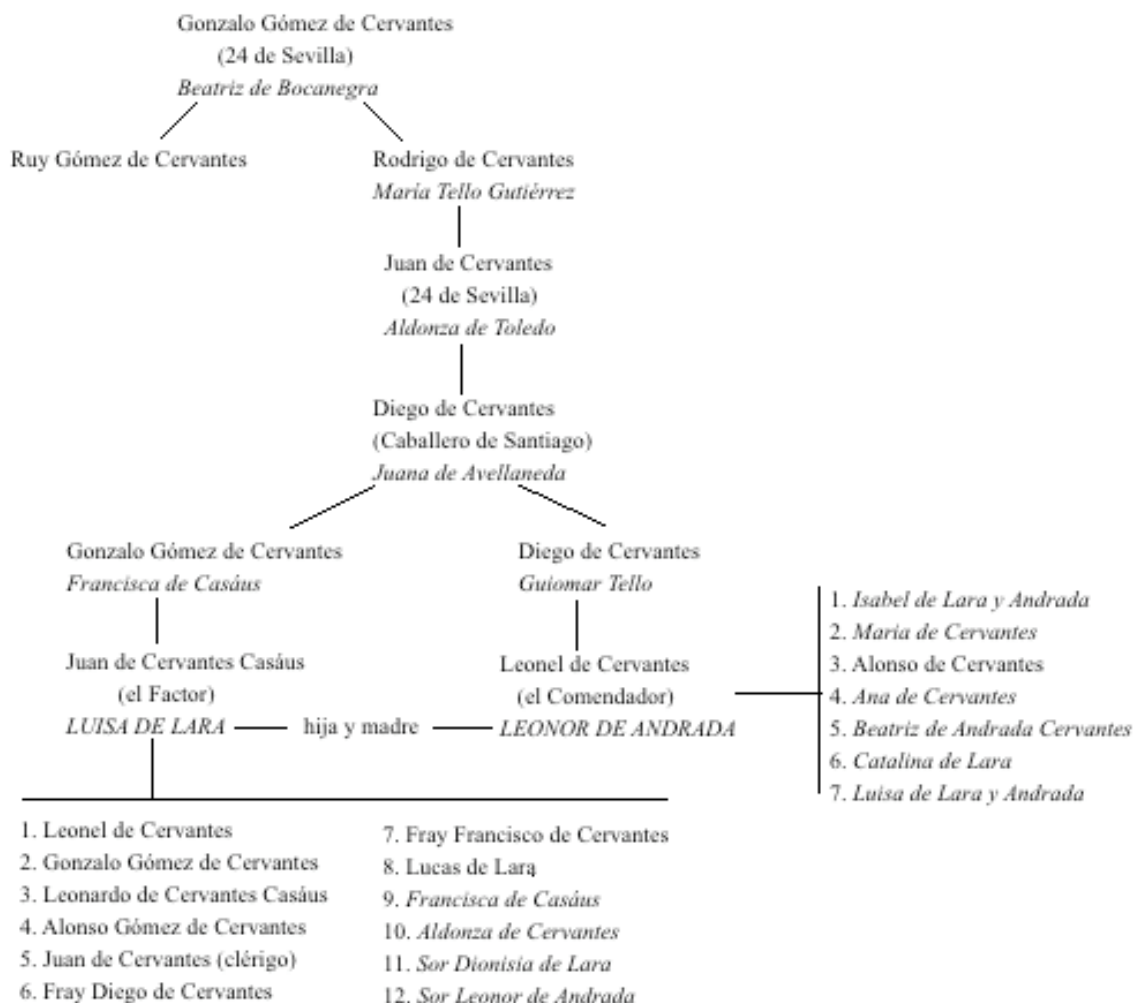 Gonzalo Gómez de Cervantes
(24 de Sevilla)
Beatriz de Bocanegra
Ruy Gómez de Cervantes
Rodrigo de Cervantes
María Tello Gutiérrez
Juan de Cervantes
(24 de Sevilla)
Aldonza de Toledo
Diego de Cervantes
(Caballero de Santiago)
Juana de Avellaneda
Gonzalo Gómez de Cervantes
Francisca de Casáus
Diego de Cervantes
Guiomar Tello
Juan de Cervantes Casáus
(el Factor)
LUISA DE LARA
hija y madre
Leonel de Cervantes
(el Comendador)
LEONOR DE ANDRADA
1. Isabel de Lara y Andrada
2. Maria de Cervantes
3. Alonso de Cervantes
4. Ana de Cervantes
5. Beatriz de Andrada Cervantes
6. Catalina de Lara
7. Luisa de Lara y Andrada
1. Leonel de Cervantes
2. Gonzalo Gómez de Cervantes
3. Leonardo de Cervantes Casáus
4. Alonso Gómez de Cervantes
5. Juan de Cervantes (clérigo)
6. Fray Diego de Cervantes
7. Fray Francisco de Cervantes
8. Lucas de Lara
9. Francisca de Casáus
10. Aldonza de Cervantes
11. Sor Dionisia de Lara
12. Sor Leonor de Andrada